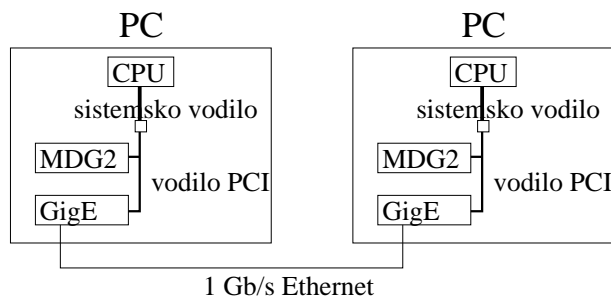 PC
CPU
sistemsko vodilo
MDG2
vodilo PCI
GigE
PC
CPU
sistemsko vodilo
MDG2
vodilo PCI
GigE
1 Gb/s Ethernet